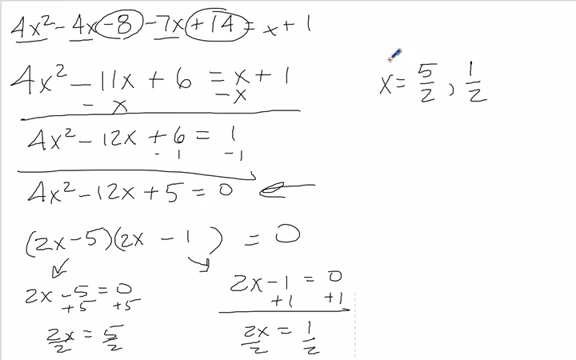 4x² - 4x - 8 - 7x + 14 = x + 1
4x² - 11x + 6 = x + 1
- x - x
4x² - 12x + 6 = 1
- 1 - 1
4x² - 12x + 5 = 0
(2x - 5)(2x - 1) = 0
2x - 5 = 0
+5 +5
2x/2 = 5/2
2x - 1 = 0
+1 +1
2x/2 = 1/2
x = 5/2, 1/2